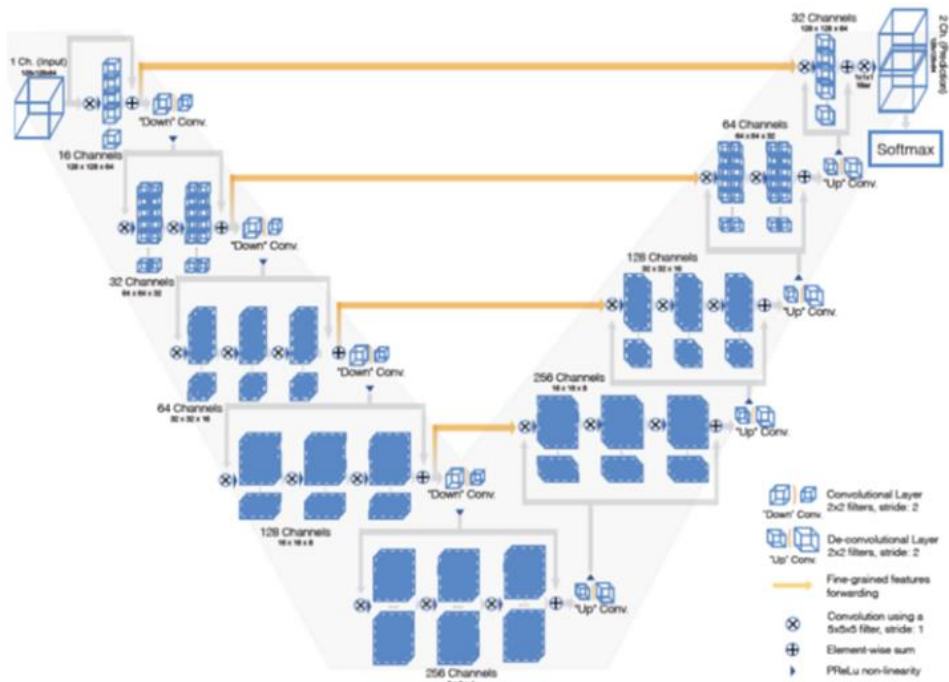 1 Ch. (Input)
128x128x64
"Down" Conv.
16 Channels
128 x 128 x 64
"Down" Conv.
32 Channels
64 x 64 x 32
"Down" Conv.
64 Channels
32 x 32 x 16
"Down" Conv.
128 Channels
16 x 16 x 8
256 Channels
"Up" Conv.
256 Channels
16 x 16 x 8
"Up" Conv.
128 Channels
32 x 32 x 16
"Up" Conv.
64 Channels
64 x 64 x 32
"Up" Conv.
32 Channels
128 x 128 x 64
1x1x1
filter
2 Ch. (Prediction)
128x128x64
Softmax
"Down" Conv.
Convolutional Layer
2x2 filters, stride: 2
"Up" Conv.
De-convolutional Layer
2x2 filters, stride: 2
Fine-grained features
forwarding
Convolution using a
5x5x5 filter, stride: 1
Element-wise sum
PReLu non-linearity